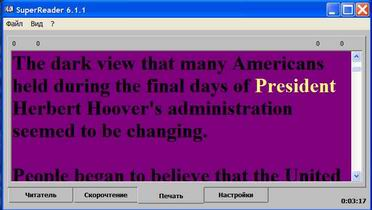 SuperReader 6.1.1
Файл Вид ?
0 0 0 0
The dark view that many Americans
held during the final days of President
Herbert Hoover's administration
seemed to be changing.
People began to believe that the United
Читатель Скорочтение Печать Настройки
0:03:17